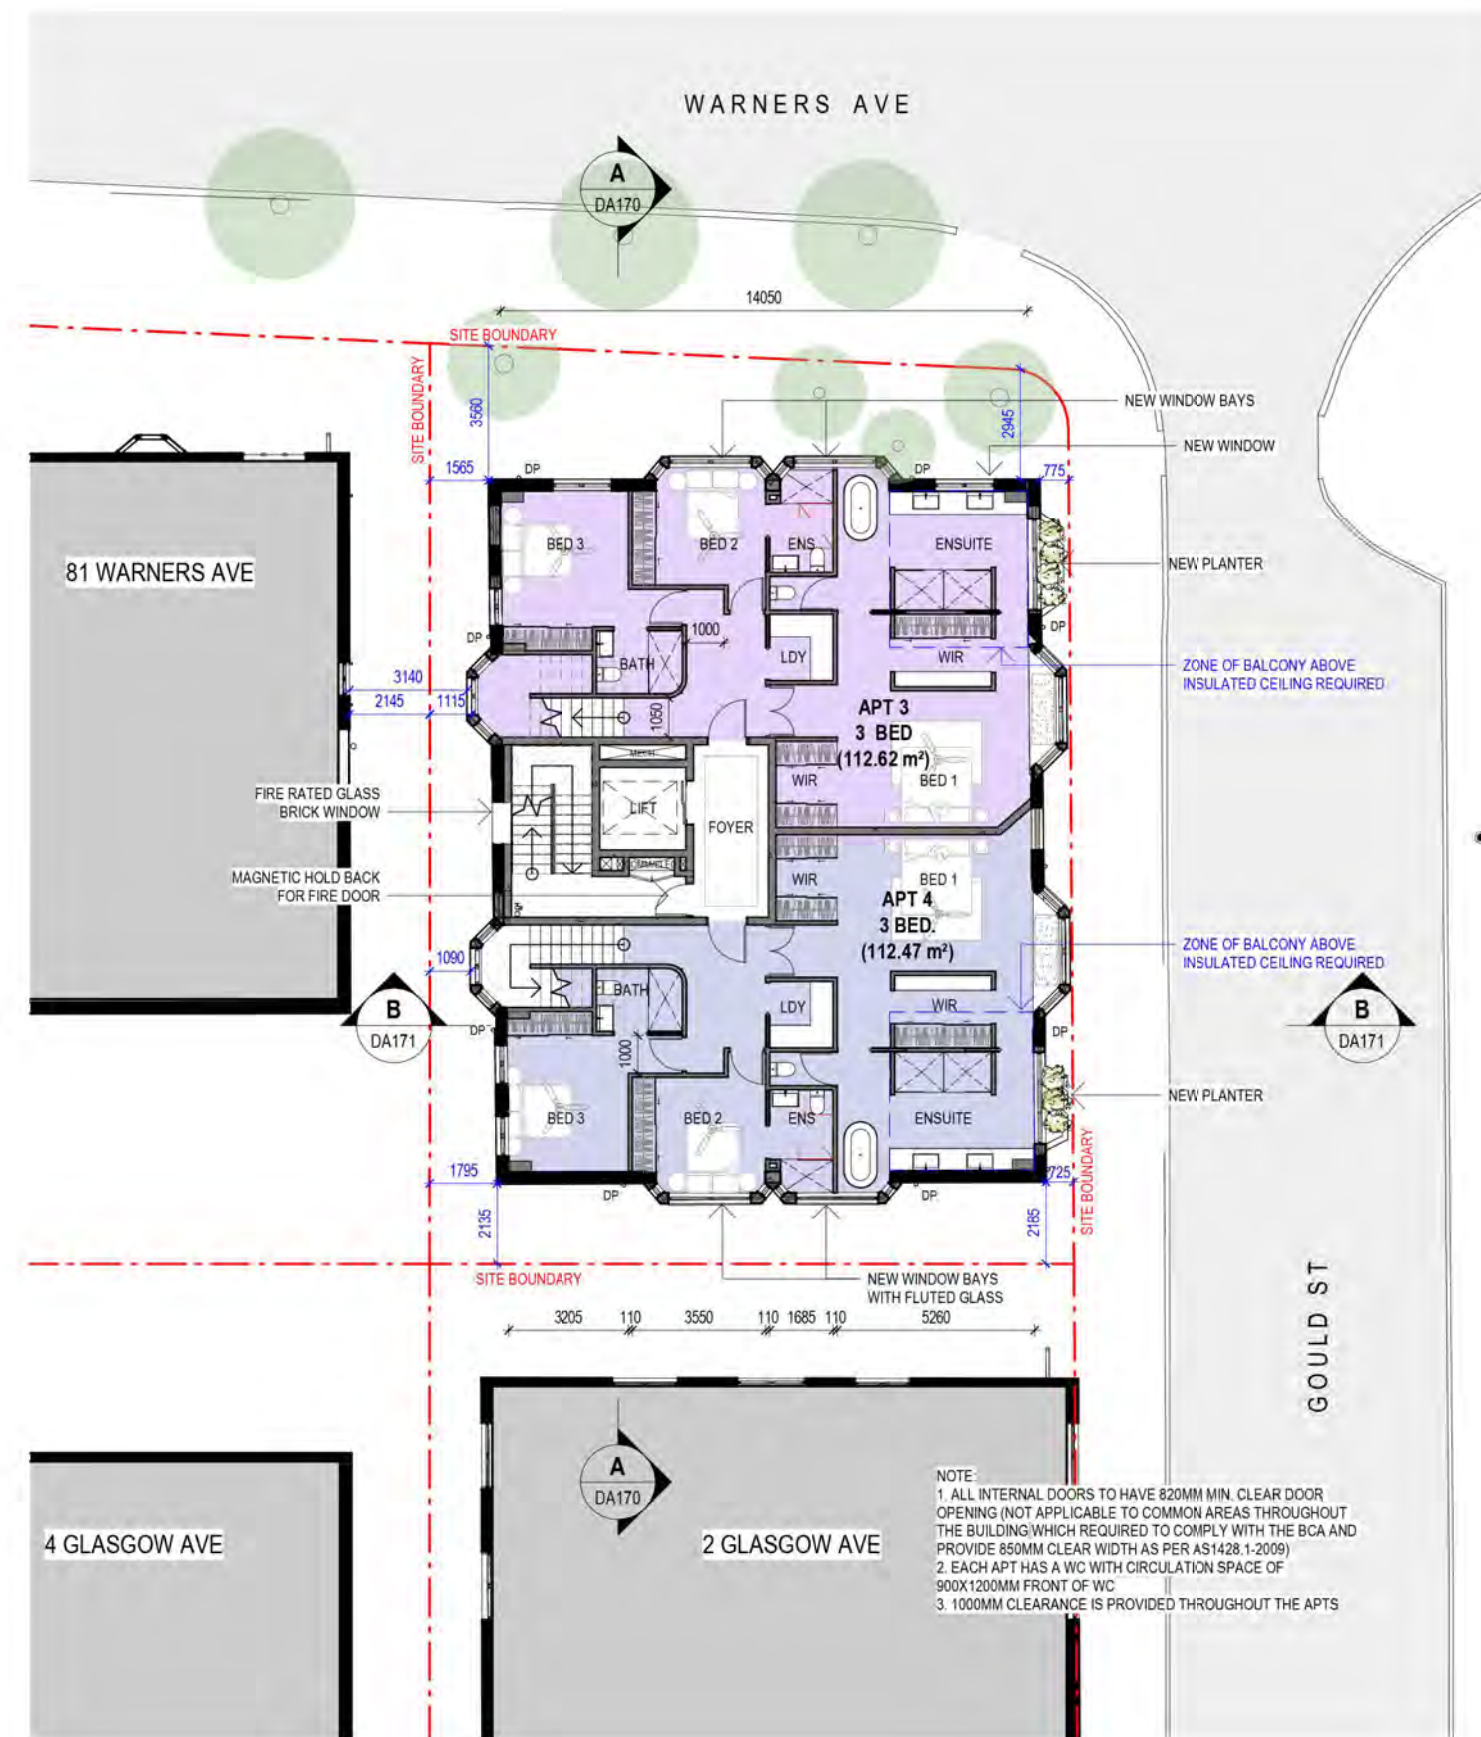 WARNERS AVE
A
DA170
14050
SITE BOUNDARY
SITE BOUNDARY
3560
2945
NEW WINDOW BAYS
NEW WINDOW
1565
DP
DP
775
81 WARNERS AVE
BED 3
BED 2
ENS
ENSUITE
NEW PLANTER
DP
1000
DP
BATH
LDY
WIR
ZONE OF BALCONY ABOVE
INSULATED CEILING REQUIRED
3140
2145
1115
1050
APT 3
3 BED
(112.62 m²)
MECH
WIR
BED 1
FIRE RATED GLASS
BRICK WINDOW
LIFT
FOYER
MAGNETIC HOLD BACK
FOR FIRE DOOR
WIR
BED 1
APT 4
3 BED.
(112.47 m²)
ZONE OF BALCONY ABOVE
INSULATED CEILING REQUIRED
1090
BATH
LDY
WIR
B
DA171
B
DA171
DP
DP
1000
NEW PLANTER
BED 3
BED 2
ENS
ENSUITE
SITE BOUNDARY
1795
DP
DP
725
2135
2185
SITE BOUNDARY
NEW WINDOW BAYS
WITH FLUTED GLASS
3205 110 3550 110 1685 110 5260
GOULD ST
A
DA170
4 GLASGOW AVE
2 GLASGOW AVE
NOTE:
1. ALL INTERNAL DOORS TO HAVE 820MM MIN. CLEAR DOOR
OPENING (NOT APPLICABLE TO COMMON AREAS THROUGHOUT
THE BUILDING WHICH REQUIRED TO COMPLY WITH THE BCA AND
PROVIDE 850MM CLEAR WIDTH AS PER AS1428.1-2009)
2. EACH APT HAS A WC WITH CIRCULATION SPACE OF
900X1200MM FRONT OF WC
3. 1000MM CLEARANCE IS PROVIDED THROUGHOUT THE APTS